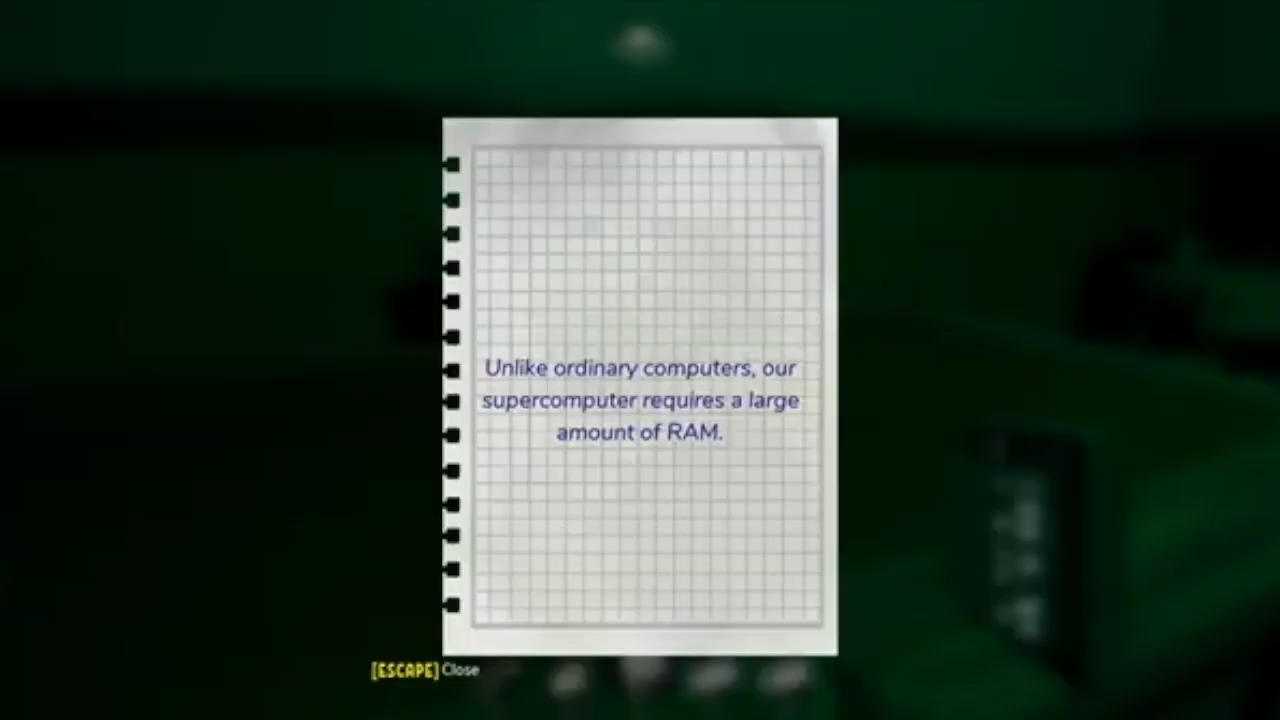 Unlike ordinary computers, our
supercomputer requires a large
amount of RAM.
[ESCAPE] Close